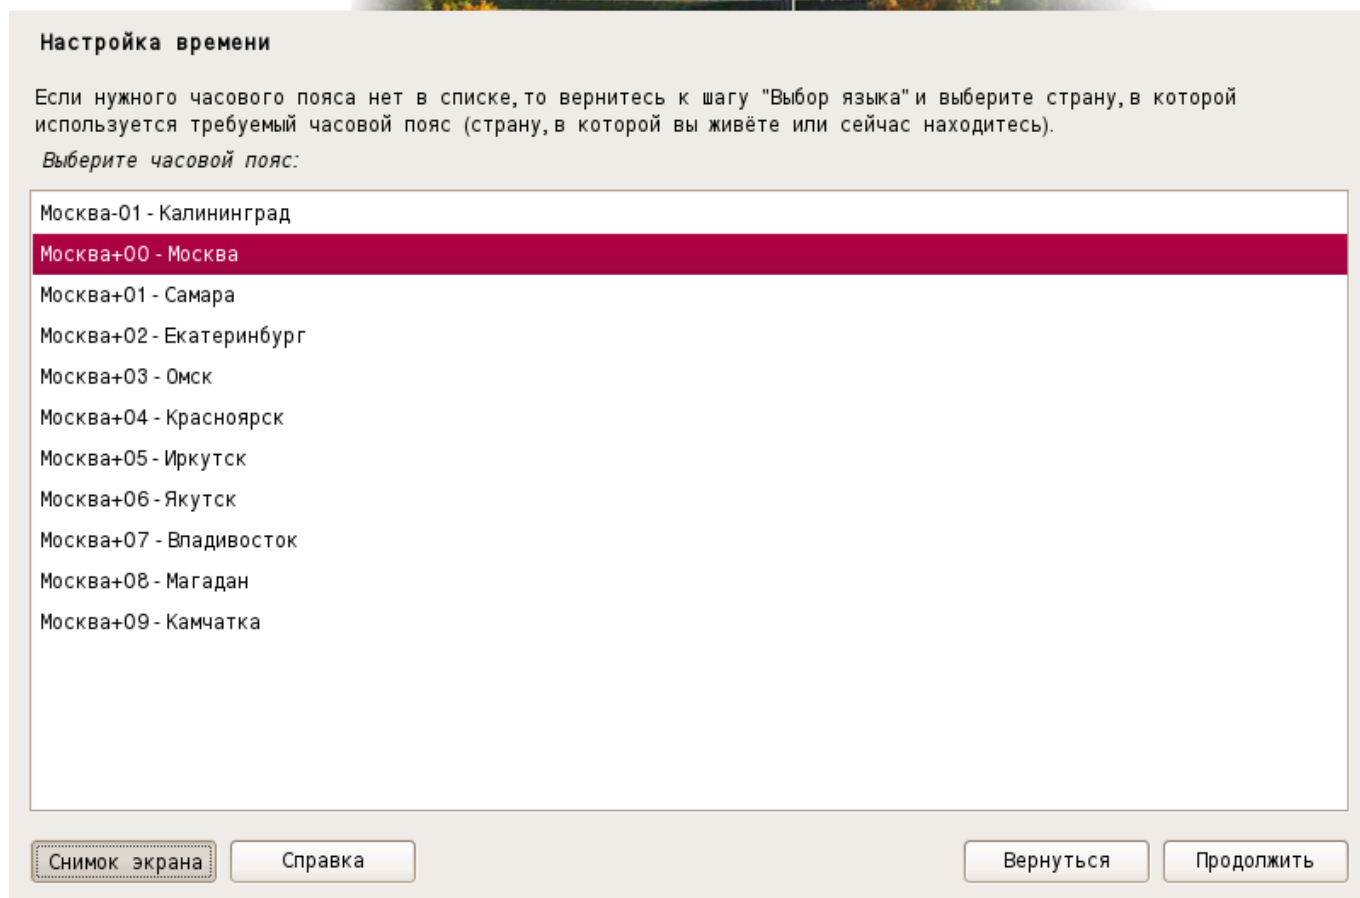 Настройка времени
Если нужного часового пояса нет в списке, то вернитесь к шагу "Выбор языка" и выберите страну, в которой
используется требуемый часовой пояс (страну, в которой вы живёте или сейчас находитесь).
Выберите часовой пояс:
Москва-01 - Калининград
Москва+00 - Москва
Москва+01 - Самара
Москва+02 - Екатеринбург
Москва+03 - Омск
Москва+04 - Красноярск
Москва+05 - Иркутск
Москва+06 - Якутск
Москва+07 - Владивосток
Москва+08 - Магадан
Москва+09 - Камчатка
Снимок экрана Справка Вернуться Продолжить